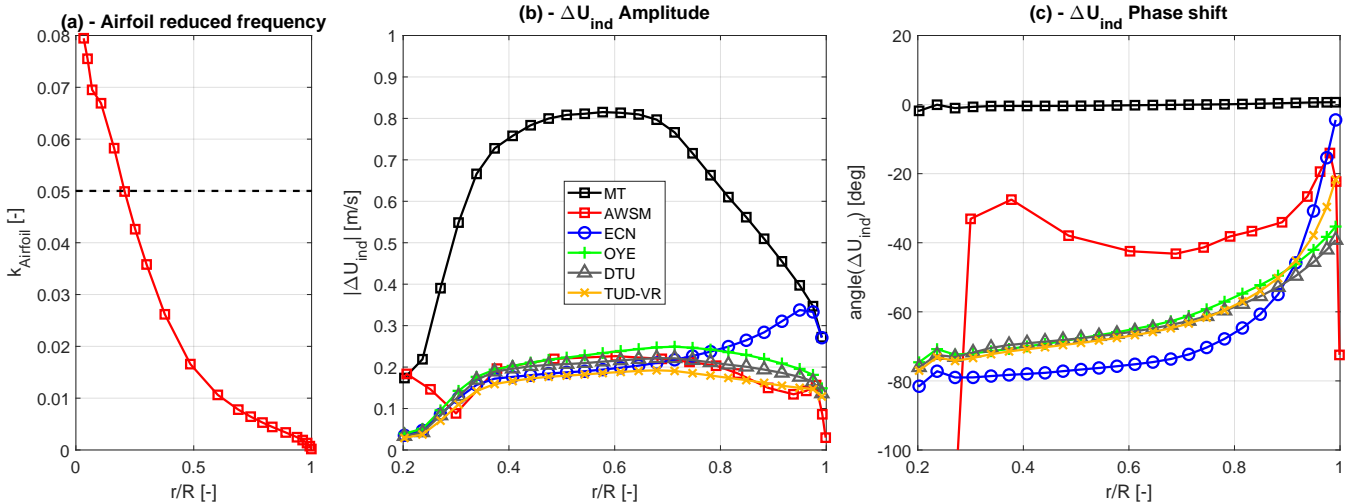 (a) - Airfoil reduced frequency
0.08
0.07
0.06
0.05
0.04
0.03
0.02
0.01
0
k_Airfoil [-]
0
0.5
1
r/R [-]
(b) - ΔU_ind Amplitude
1
0.9
0.8
0.7
0.6
0.5
0.4
0.3
0.2
0.1
0
|ΔU_ind| [m/s]
MT
AWSM
ECN
OYE
DTU
TUD-VR
0.2
0.4
0.6
0.8
1
r/R [-]
(c) - ΔU_ind Phase shift
20
0
-20
-40
-60
-80
-100
angle(ΔU_ind) [deg]
0.2
0.4
0.6
0.8
1
r/R [-]